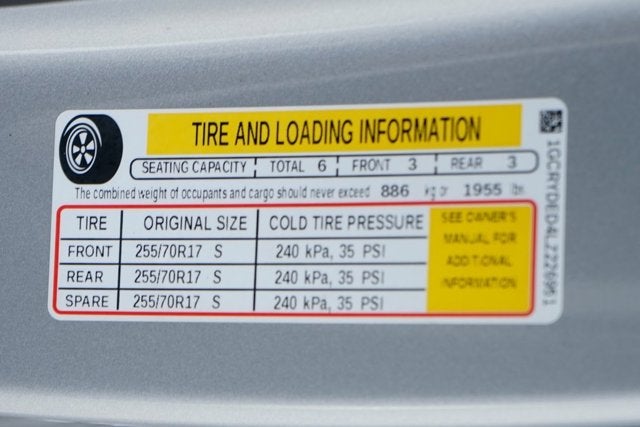 TIRE AND LOADING INFORMATION
SEATING CAPACITY TOTAL 6 FRONT 3 REAR 3
The combined weight of occupants and cargo should never exceed 886 kg or 1955 lbs
TIRE ORIGINAL SIZE COLD TIRE PRESSURE
FRONT 255/70R17 S 240 kPa, 35 PSI
REAR 255/70R17 S 240 kPa, 35 PSI
SPARE 255/70R17 S 240 kPa, 35 PSI
SEE OWNER'S
MANUAL FOR
ADDITIONAL
INFORMATION